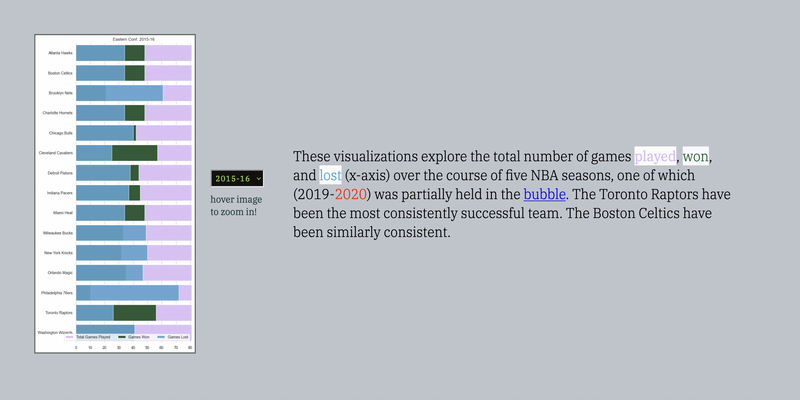 Eastern Conf. 2015-16
Atlanta Hawks
Boston Celtics
Brooklyn Nets
Charlotte Hornets
Chicago Bulls
Cleveland Cavaliers
Detroit Pistons
Indiana Pacers
Miami Heat
Milwaukee Bucks
New York Knicks
Orlando Magic
Philadelphia 76ers
Toronto Raptors
Washington Wizards
Total Games Played Games Won Games Lost
0 10 20 30 40 50 60 70 80
2015-16
hover image
to zoom in!
These visualizations explore the total number of games played, won,
and lost (x-axis) over the course of five NBA seasons, one of which
(2019-2020) was partially held in the bubble. The Toronto Raptors have
been the most consistently successful team. The Boston Celtics have
been similarly consistent.